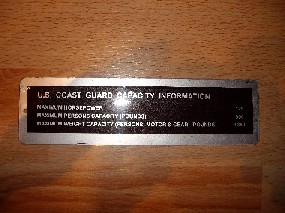 U.S. COAST GUARD CAPACITY INFORMATION
MAXIMUM HORSEPOWER
MAXIMUM PERSONS CAPACITY (POUNDS)
MAXIMUM WEIGHT CAPACITY (PERSONS, MOTOR & GEAR) POUNDS